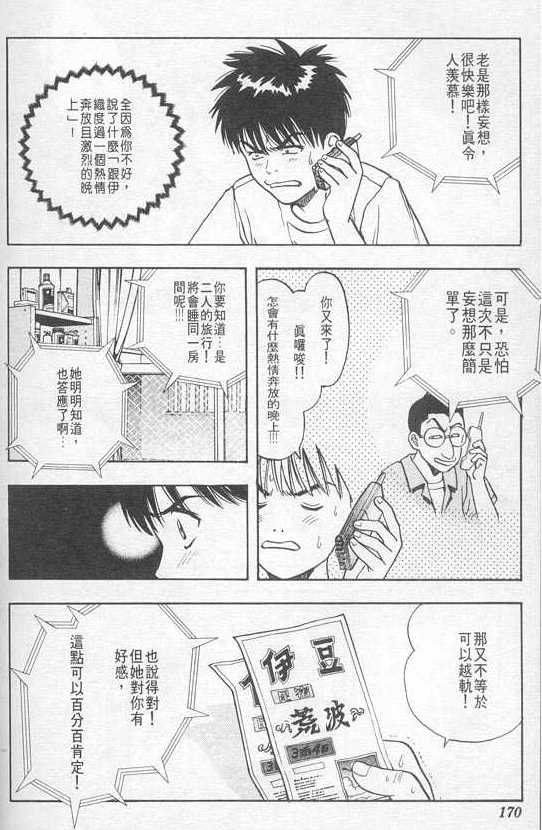 老是那樣妄想，
很快樂吧！真令
人羨慕！
全因為你不好，
說了什麼「跟伊
織度過一個熱情
奔放且激烈的晚
上」！
可是，恐怕
這次不只是
妄想那麼簡
單了。
你又來了！
真囉唆!!
怎會有什麼熱情奔放的晚上!!!
你要知道…是
二人的旅行！
將會睡同一房
間呢!!!
她明明知道，
也答應了啊…
那又不等於
可以越軌！
伊豆
荒波
3泊4日
也說得對！
但她對你有
好感，
這點可以百分百肯定！
170